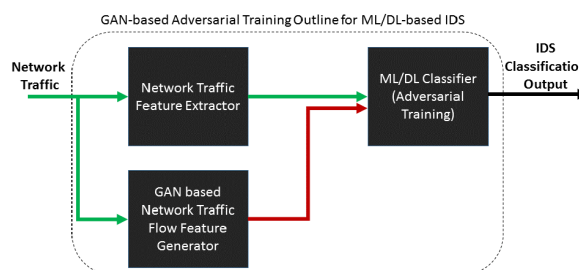 GAN-based Adversarial Training Outline for ML/DL-based IDS
Network
Traffic
Network Traffic
Feature Extractor
ML/DL Classifier
(Adversarial
Training)
IDS
Classification
Output
GAN based
Network Traffic
Flow Feature
Generator